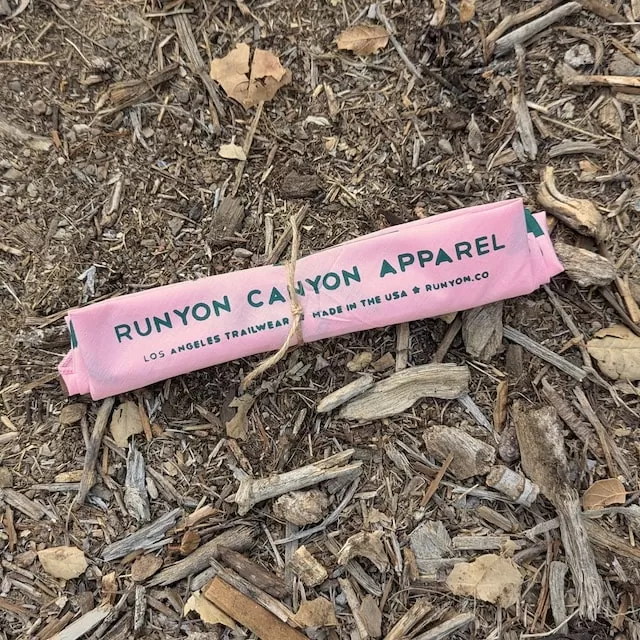 RUNYON CANYON APPAREL
LOS ANGELES TRAILWEAR MADE IN THE USA ★ RUNYON.CO